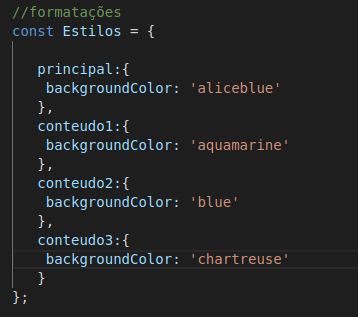 //formatações
const Estilos = {
principal:{
backgroundColor: 'aliceblue'
},
conteudo1:{
backgroundColor: 'aquamarine'
},
conteudo2:{
backgroundColor: 'blue'
},
conteudo3:{
backgroundColor: 'chartreuse'
}
};